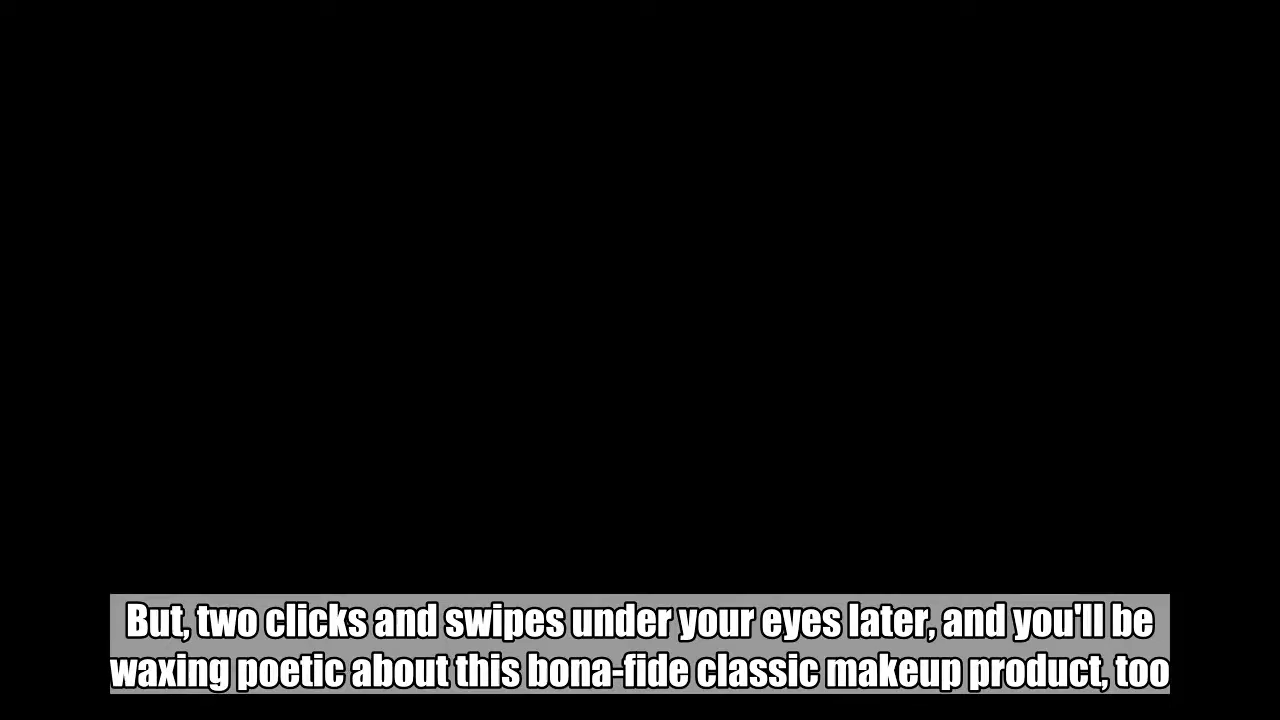 But, two clicks and swipes under your eyes later, and you'll be
waxing poetic about this bona-fide classic makeup product, too